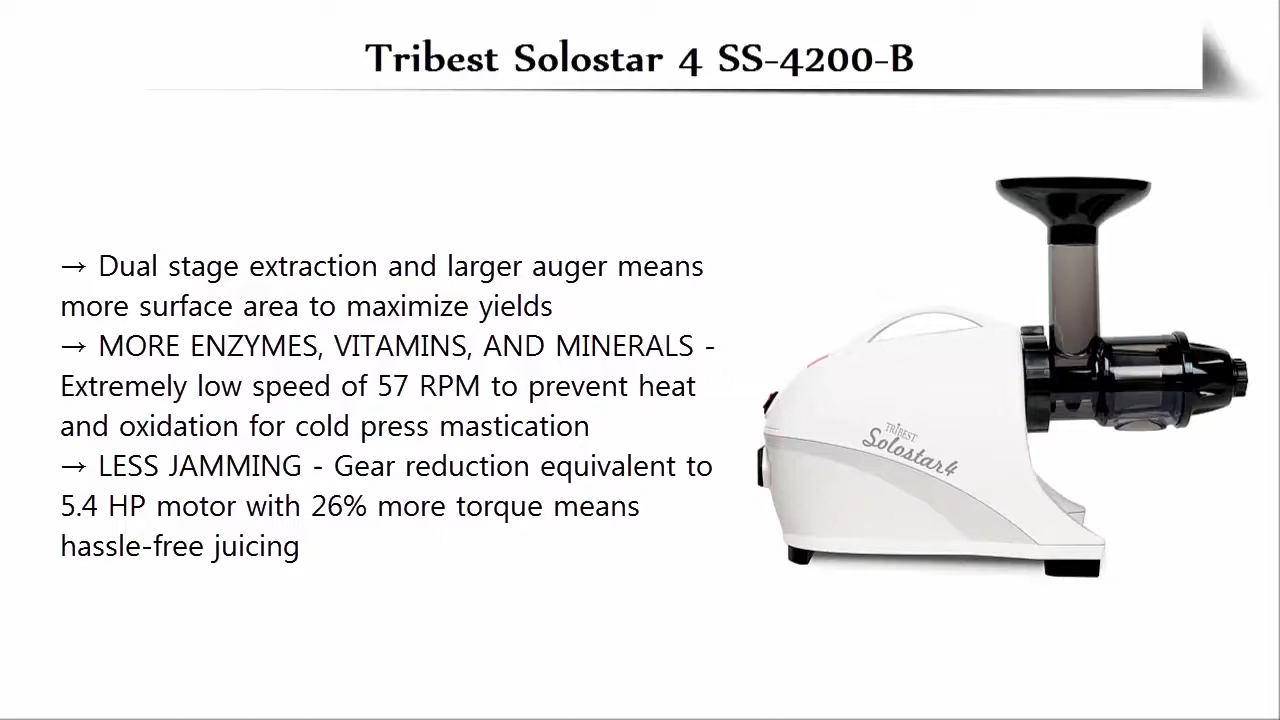 Tribest Solostar 4 SS-4200-B
→ Dual stage extraction and larger auger means
more surface area to maximize yields
→ MORE ENZYMES, VITAMINS, AND MINERALS -
Extremely low speed of 57 RPM to prevent heat
and oxidation for cold press mastication
→ LESS JAMMING - Gear reduction equivalent to
5.4 HP motor with 26% more torque means
hassle-free juicing
TRIBEST
Solostar4